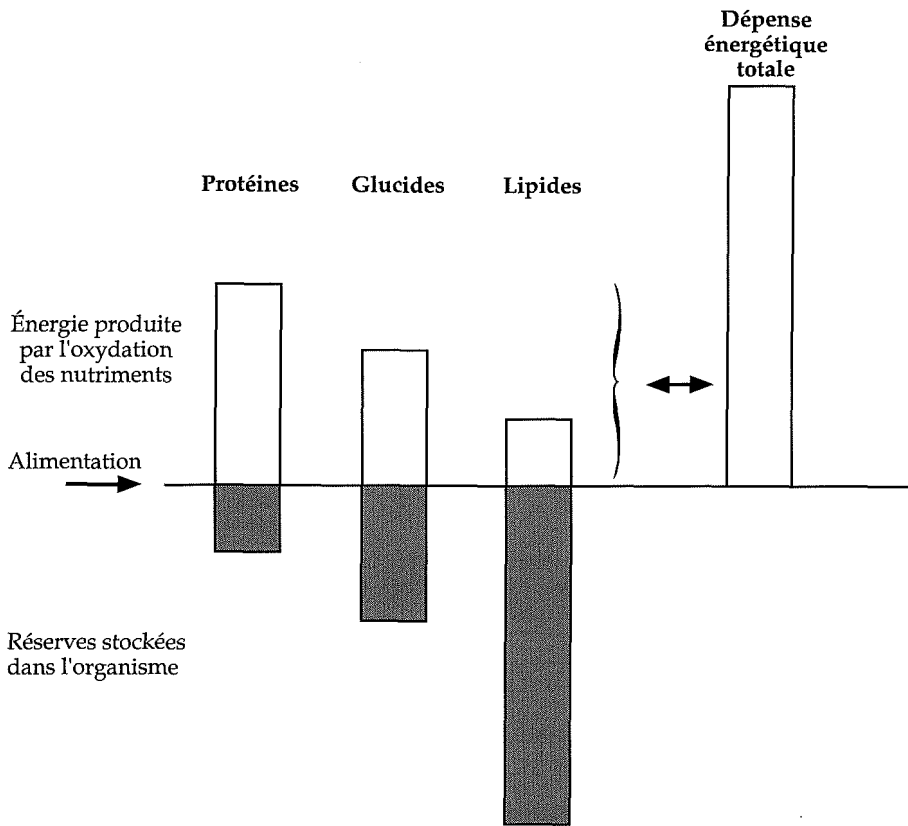 Dépense
énergétique
totale
Protéines
Glucides
Lipides
Énergie produite
par l'oxydation
des nutriments
Alimentation
Réserves stockées
dans l'organisme